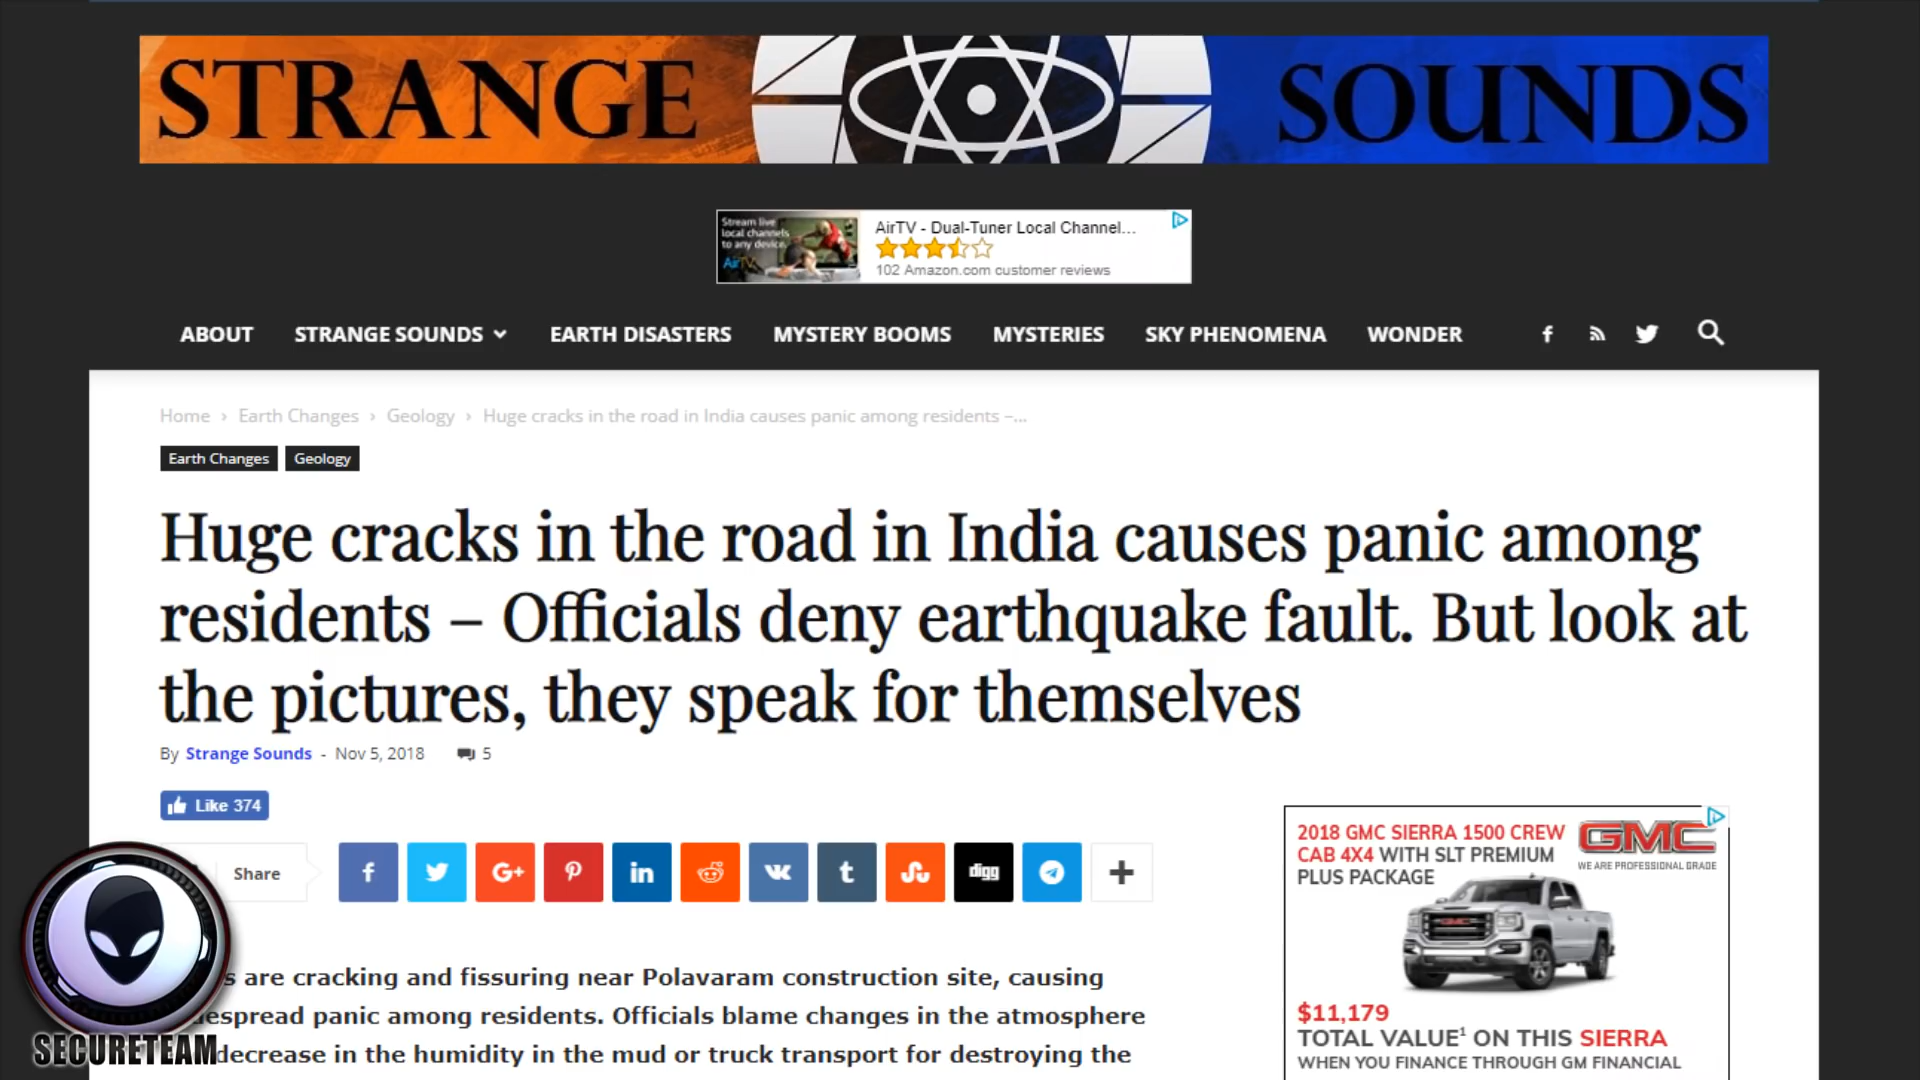 STRANGE SOUNDS
Stream live
local channels
to any device.
AirTV
AirTV - Dual-Tuner Local Channel...
102 Amazon.com customer reviews
ABOUT STRANGE SOUNDS EARTH DISASTERS MYSTERY BOOMS MYSTERIES SKY PHENOMENA WONDER
Home › Earth Changes › Geology › Huge cracks in the road in India causes panic among residents –...
Earth Changes Geology
Huge cracks in the road in India causes panic among
residents – Officials deny earthquake fault. But look at
the pictures, they speak for themselves
By Strange Sounds - Nov 5, 2018 5
Like 374
Share
G+
in
digg
are cracking and fissuring near Polavaram construction site, causing
panic among residents. Officials blame changes in the atmosphere
decrease in the humidity in the mud or truck transport for destroying the
SECURETEAM
2018 GMC SIERRA 1500 CREW
CAB 4X4 WITH SLT PREMIUM
PLUS PACKAGE
GMC
WE ARE PROFESSIONAL GRADE
$11,179
TOTAL VALUE¹ ON THIS SIERRA
WHEN YOU FINANCE THROUGH GM FINANCIAL